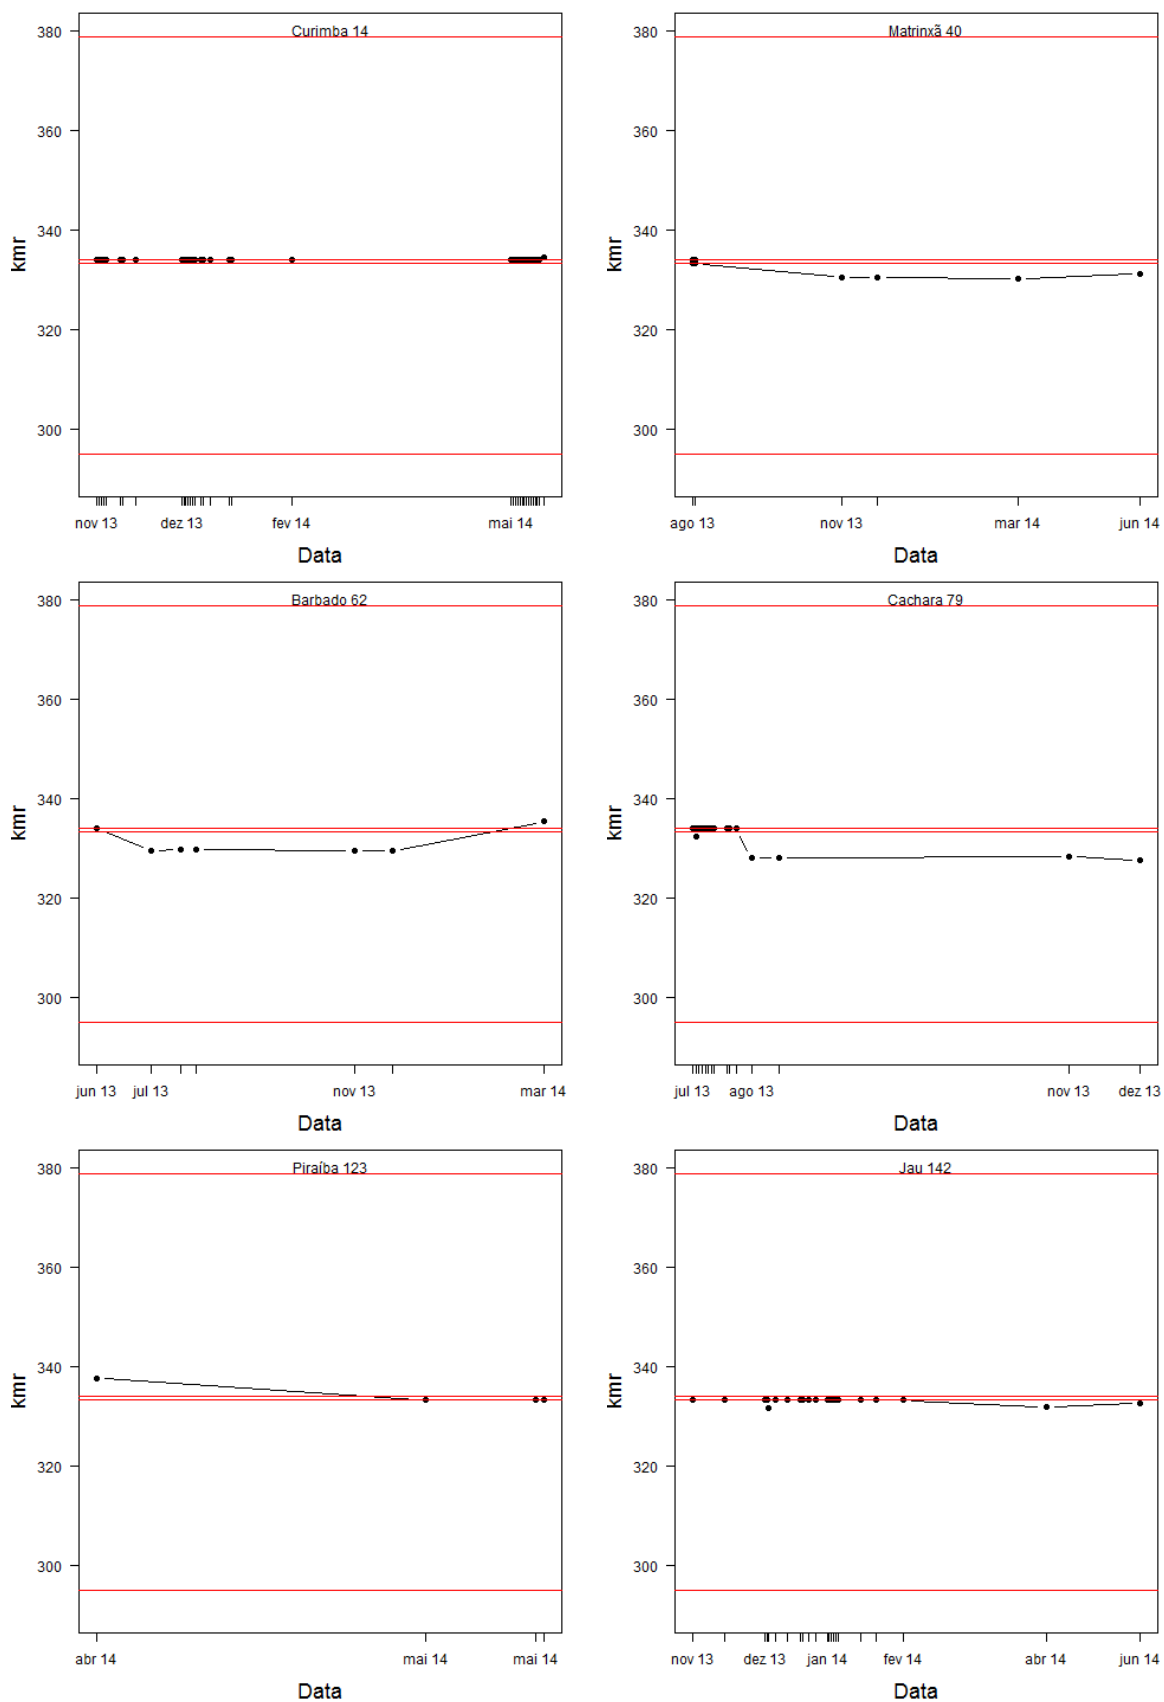 Curimba 14
380
360
340
320
300
kmr
nov 13 dez 13 fev 14 mai 14
Data
Matrinxã 40
380
360
340
320
300
kmr
ago 13 nov 13 mar 14 jun 14
Data
Barbado 62
380
360
340
320
300
kmr
jun 13 jul 13 nov 13 mar 14
Data
Cachara 79
380
360
340
320
300
kmr
jul 13 ago 13 nov 13 dez 13
Data
Piraíba 123
380
360
340
320
300
kmr
abr 14 mai 14 mai 14
Data
Jau 142
380
360
340
320
300
kmr
nov 13 dez 13 jan 14 fev 14 abr 14 jun 14
Data